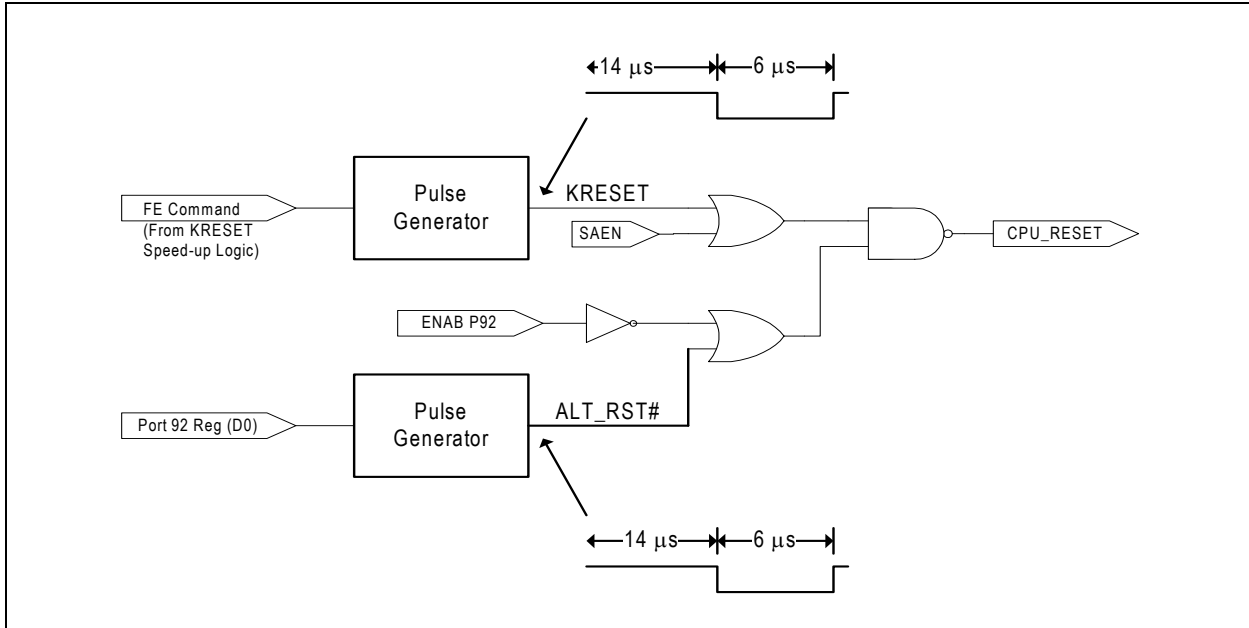 14 μs
6 μs
Pulse
Generator
KRESET
FE Command
(From KRESET
Speed-up Logic)
SAEN
CPU_RESET
ENAB P92
Pulse
Generator
ALT_RST#
Port 92 Reg (D0)
14 μs
6 μs